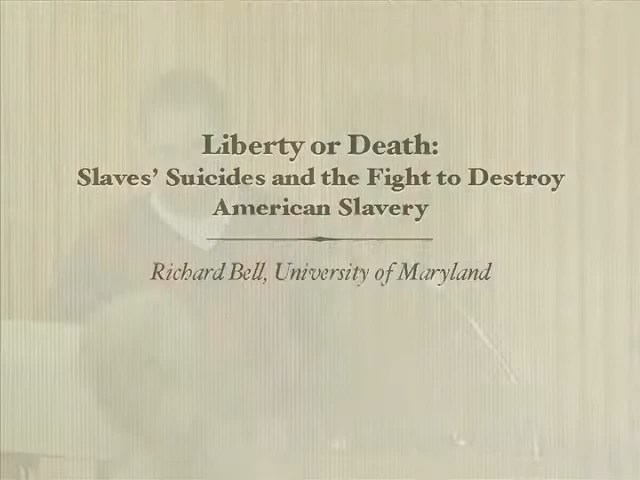 Liberty or Death:
Slaves' Suicides and the Fight to Destroy
American Slavery
Richard Bell, University of Maryland